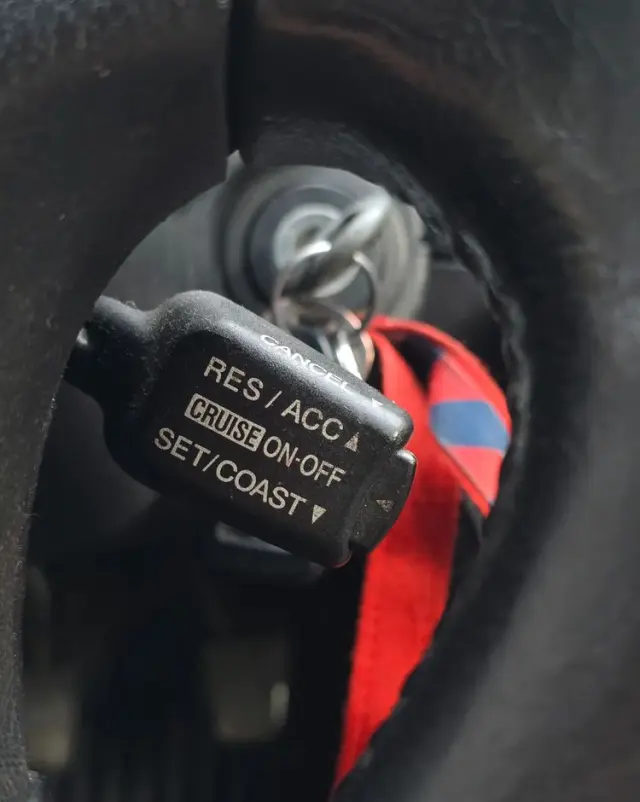 CANCEL
RES / ACC ▲
CRUISE ON·OFF
SET/COAST ▼